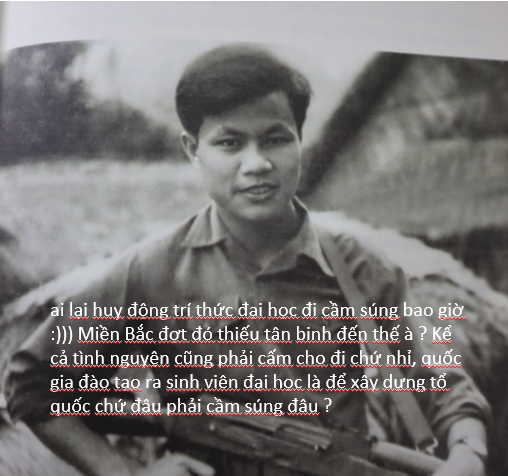 ai lại huy động trí thức đại học đi cầm súng bao giờ
:))) Miền Bắc đợt đó thiếu tân binh đến thế à ? Kể
cả tình nguyện cũng phải cấm cho đi chứ nhỉ, quốc
gia đào tạo ra sinh viên đại học là để xây dựng tổ
quốc chứ đâu phải cầm súng đâu ?